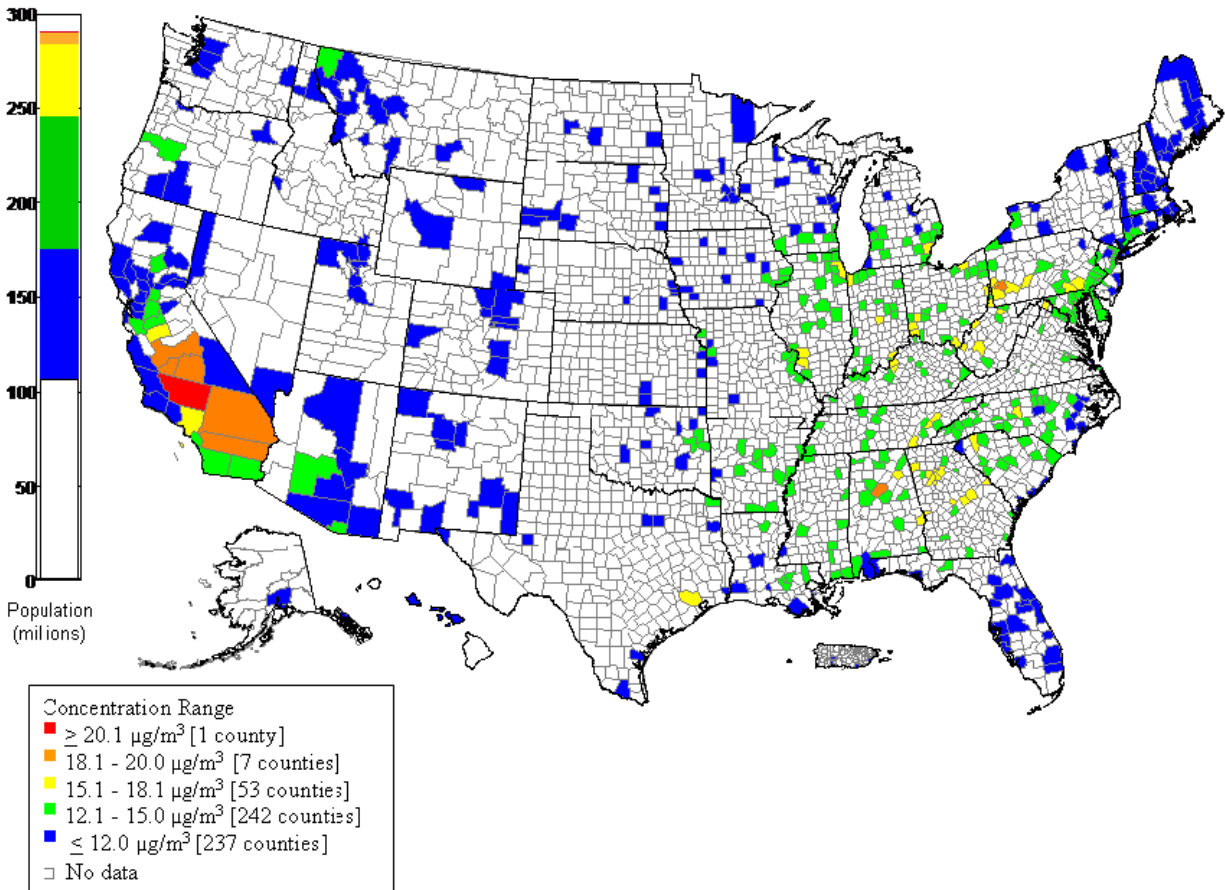 300
250
200
150
100
50
0
Population
(millions)
Concentration Range
≥ 20.1 µg/m³ [1 county]
18.1 - 20.0 µg/m³ [7 counties]
15.1 - 18.1 µg/m³ [53 counties]
12.1 - 15.0 µg/m³ [242 counties]
≤ 12.0 µg/m³ [237 counties]
No data